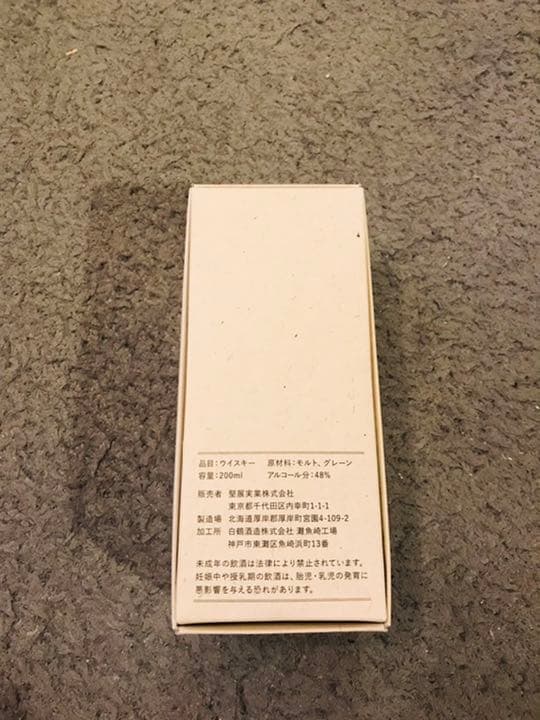 品目：ウイスキー　原材料：モルト、グレーン
容量：200ml　アルコール分：48%
販売者　堅展実業株式会社
東京都千代田区内幸町1-1-1
製造場　北海道厚岸郡厚岸町宮園4-109-2
加工所　白鶴酒造株式会社 灘魚崎工場
神戸市東灘区魚崎浜町13番
未成年の飲酒は法律により禁止されています。
妊娠中や授乳期の飲酒は、胎児・乳児の発育に
悪影響を与える恐れがあります。